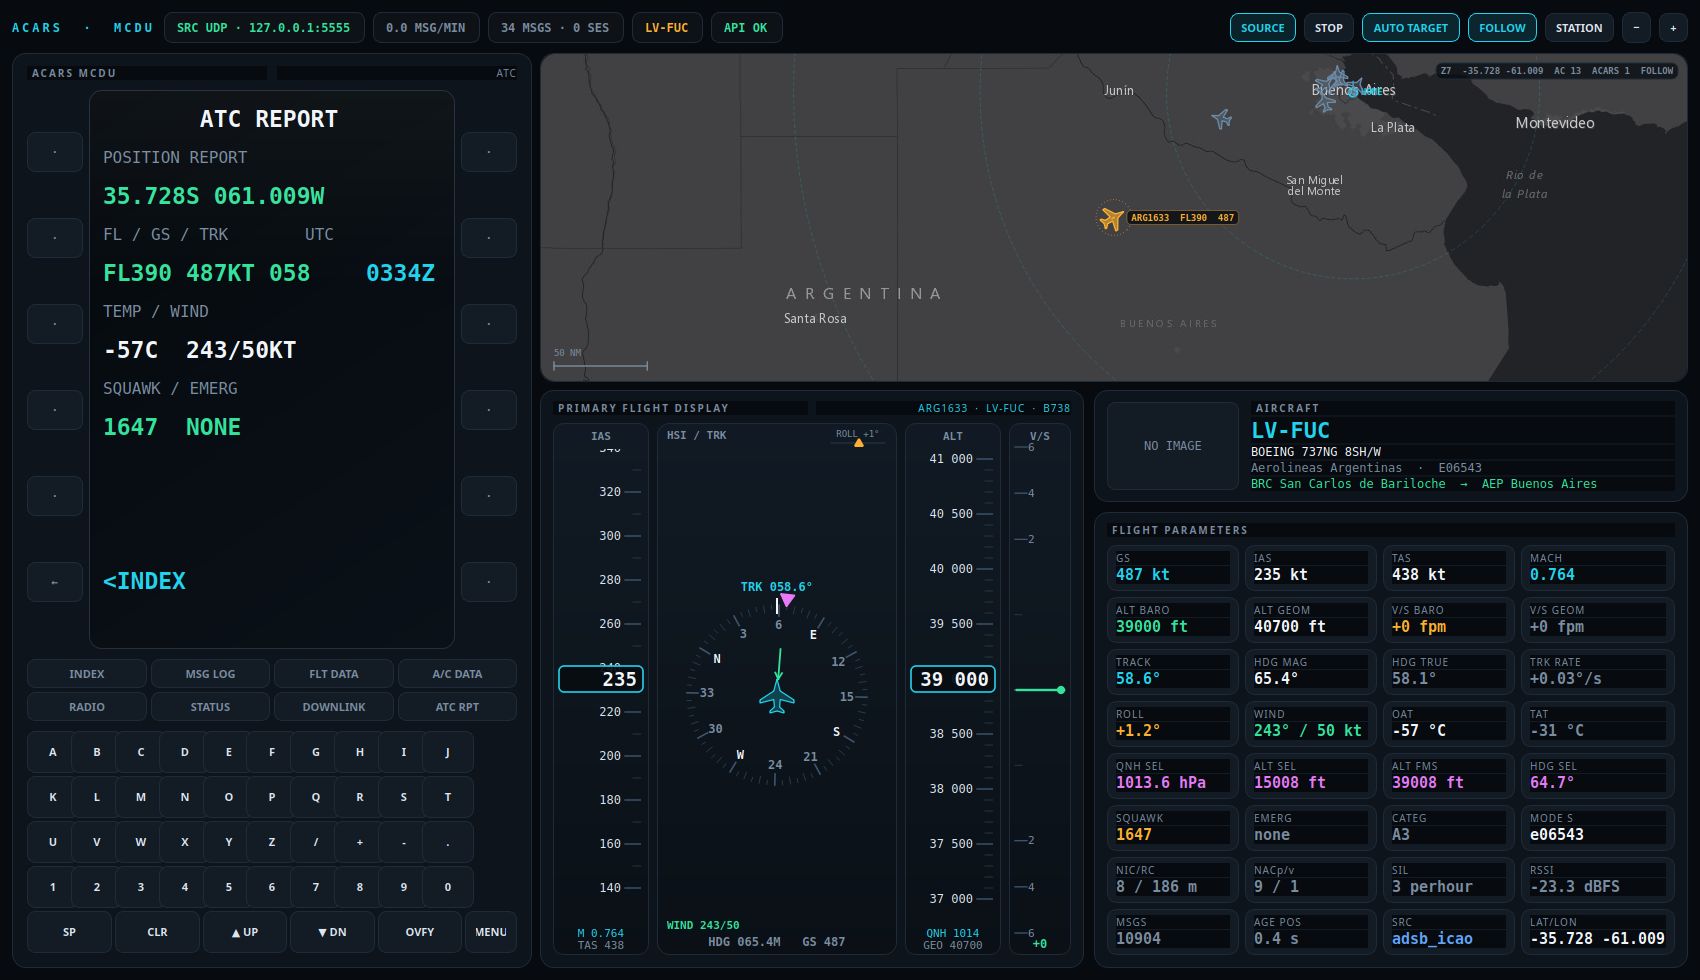 ACARS · MCDU
SRC UDP · 127.0.0.1:5555
0.0 MSG/MIN
34 MSGS · 0 SES
LV-FUC
API OK
SOURCE
STOP
AUTO TARGET
FOLLOW
STATION
−
+
ACARS MCDU
ATC
ATC REPORT
POSITION REPORT
35.728S 061.009W
FL / GS / TRK UTC
FL390 487KT 058 0334Z
TEMP / WIND
-57C 243/50KT
SQUAWK / EMERG
1647 NONE
←
<INDEX
INDEX MSG LOG FLT DATA A/C DATA
RADIO STATUS DOWNLINK ATC RPT
A B C D E F G H I J
K L M N O P Q R S T
U V W X Y Z / + - .
1 2 3 4 5 6 7 8 9 0
SP CLR ▲ UP ▼ DN OVFY MENU
Z7 -35.728 -61.009 AC 13 ACARS 1 FOLLOW
Junin
Buenos Aires
La Plata
Montevideo
San Miguel
del Monte
Rio de
la Plata
ARG1633 FL390 487
ARGENTINA
Santa Rosa
BUENOS AIRES
50 NM
PRIMARY FLIGHT DISPLAY
ARG1633 · LV-FUC · B738
IAS
340
320
300
280
260
240
235
220
200
180
160
140
M 0.764
TAS 438
HSI / TRK
ROLL +1°
TRK 058.6°
N
3
6
E
12
15
S
21
24
W
30
33
WIND 243/50
HDG 065.4M GS 487
ALT
41 000
40 500
40 000
39 500
39 000
38 500
38 000
37 500
37 000
QNH 1014
GEO 40700
V/S
6
4
2
2
4
6
+0
NO IMAGE
AIRCRAFT
LV-FUC
BOEING 737NG 8SH/W
Aerolineas Argentinas · E06543
BRC San Carlos de Bariloche → AEP Buenos Aires
FLIGHT PARAMETERS
GS IAS TAS MACH
487 kt 235 kt 438 kt 0.764
ALT BARO ALT GEOM V/S BARO V/S GEOM
39000 ft 40700 ft +0 fpm +0 fpm
TRACK HDG MAG HDG TRUE TRK RATE
58.6° 65.4° 58.1° +0.03°/s
ROLL WIND OAT TAT
+1.2° 243° / 50 kt -57 °C -31 °C
QNH SEL ALT SEL ALT FMS HDG SEL
1013.6 hPa 15008 ft 39008 ft 64.7°
SQUAWK EMERG CATEG MODE S
1647 none A3 e06543
NIC/RC NACp/v SIL RSSI
8 / 186 m 9 / 1 3 perhour -23.3 dBFS
MSGS AGE POS SRC LAT/LON
10904 0.4 s adsb_icao -35.728 -61.009